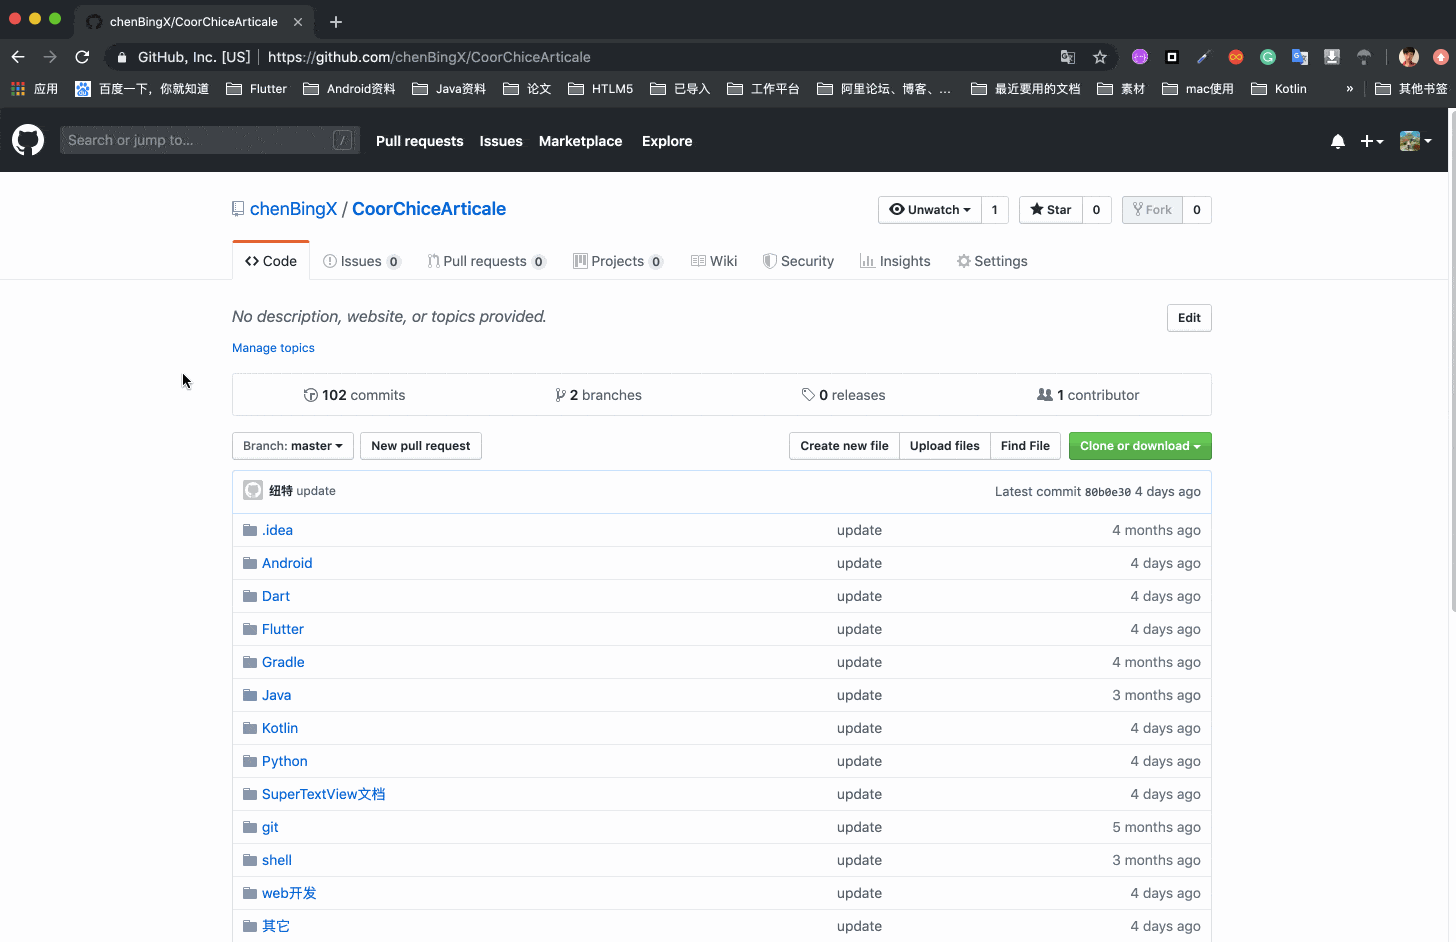 chenBingX/CoorChiceArticale
GitHub, Inc. [US] https://github.com/chenBingX/CoorChiceArticale
应用 百度一下，你就知道 Flutter Android资料 Java资料 论文 HTLM5 已导入 工作平台 阿里论坛、博客、... 最近要用的文档 素材 mac使用 Kotlin » 其他书签
Search or jump to... / Pull requests Issues Marketplace Explore
chenBingX / CoorChiceArticale Unwatch 1 Star 0 Fork 0
Code Issues 0 Pull requests 0 Projects 0 Wiki Security Insights Settings
No description, website, or topics provided. Edit
Manage topics
102 commits 2 branches 0 releases 1 contributor
Branch: master New pull request Create new file Upload files Find File Clone or download
纽特 update Latest commit 80b0e30 4 days ago
.idea update 4 months ago
Android update 4 days ago
Dart update 4 days ago
Flutter update 4 days ago
Gradle update 4 months ago
Java update 3 months ago
Kotlin update 4 days ago
Python update 4 days ago
SuperTextView文档 update 4 days ago
git update 5 months ago
shell update 3 months ago
web开发 update 4 days ago
其它 update 4 days ago